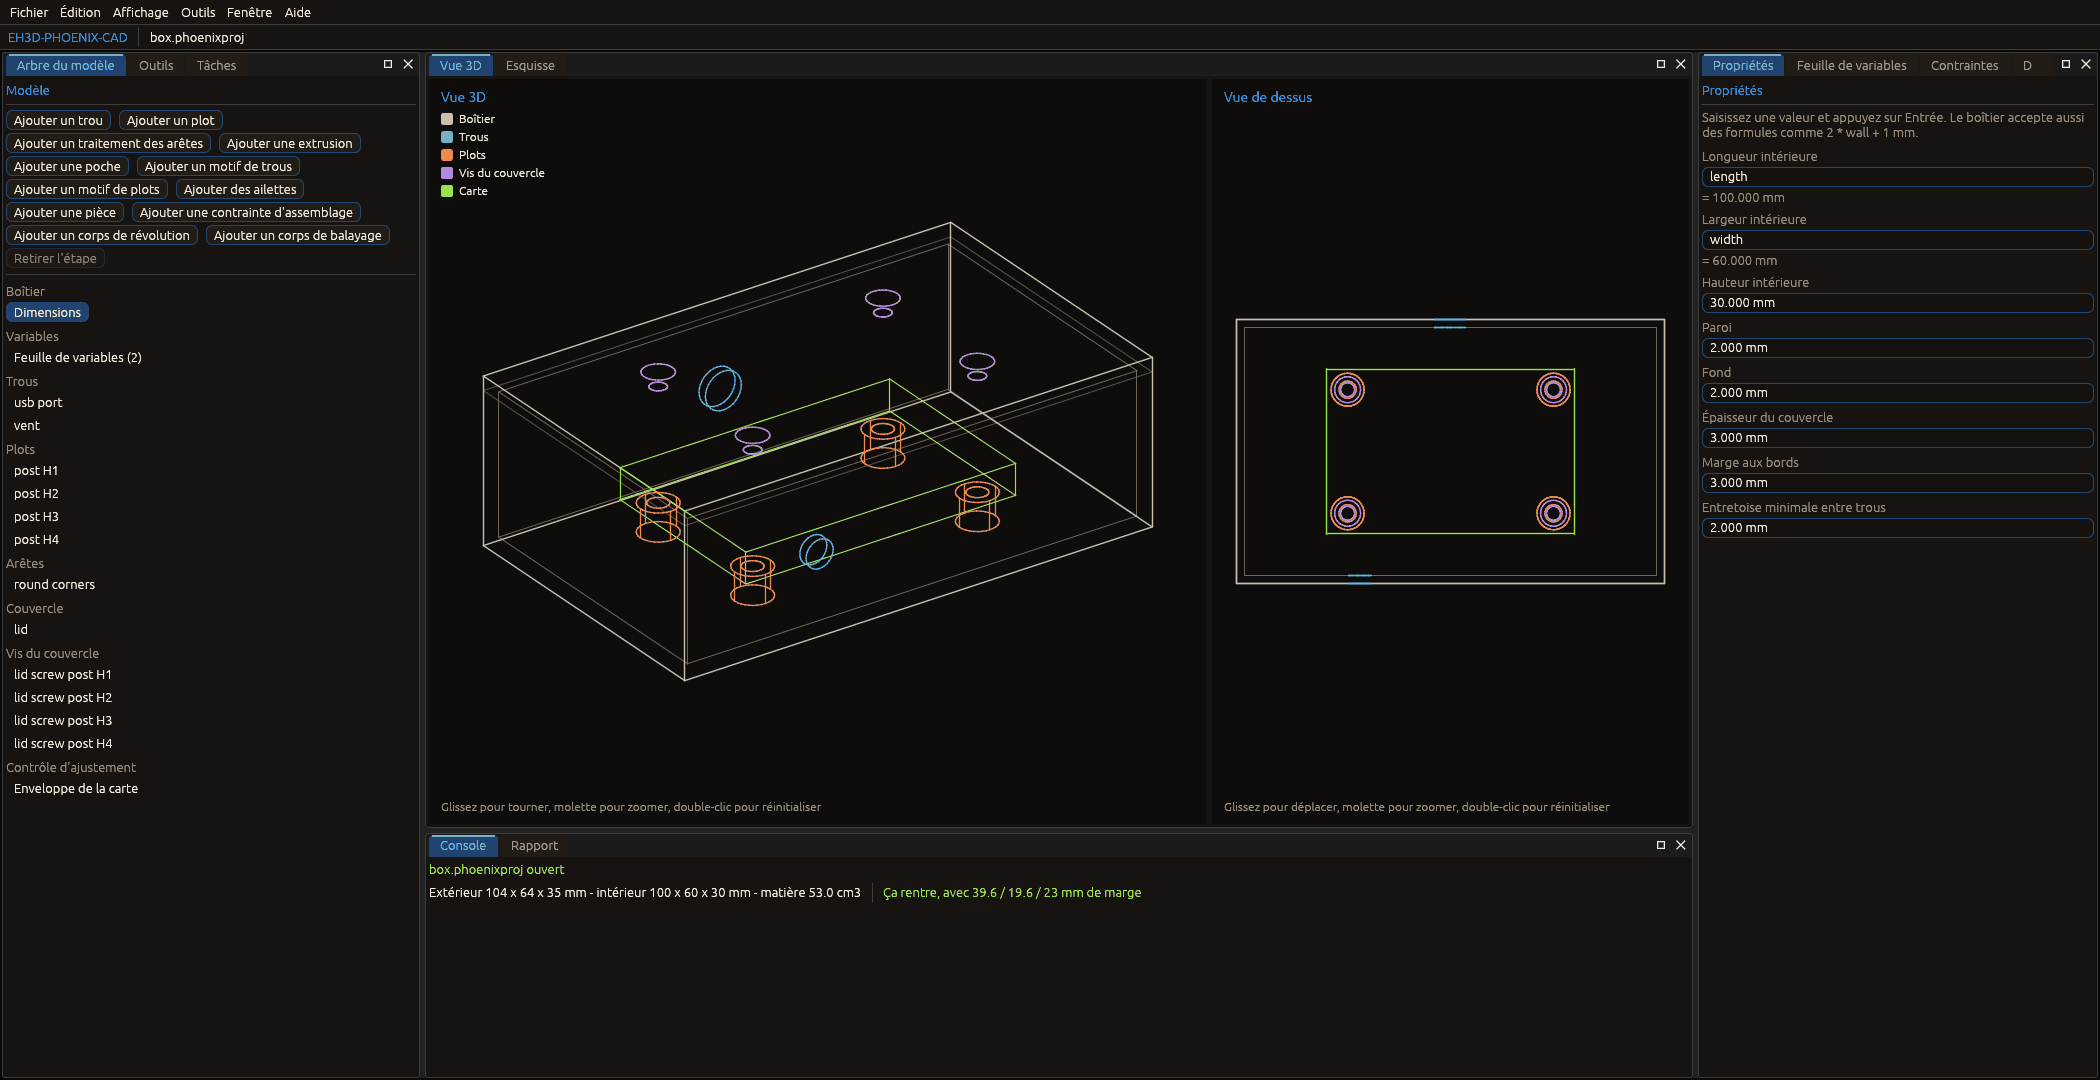 Fichier Édition Affichage Outils Fenêtre Aide
EH3D-PHOENIX-CAD box.phoenixproj
Arbre du modèle Outils Tâches
Modèle
Ajouter un trou Ajouter un plot
Ajouter un traitement des arêtes Ajouter une extrusion
Ajouter une poche Ajouter un motif de trous
Ajouter un motif de plots Ajouter des ailettes
Ajouter une pièce Ajouter une contrainte d'assemblage
Ajouter un corps de révolution Ajouter un corps de balayage
Retirer l'étape
Boîtier
Dimensions
Variables
Feuille de variables (2)
Trous
usb port
vent
Plots
post H1
post H2
post H3
post H4
Arêtes
round corners
Couvercle
lid
Vis du couvercle
lid screw post H1
lid screw post H2
lid screw post H3
lid screw post H4
Contrôle d'ajustement
Enveloppe de la carte
Vue 3D Esquisse
Vue 3D
Boîtier
Trous
Plots
Vis du couvercle
Carte
Glissez pour tourner, molette pour zoomer, double-clic pour réinitialiser
Vue de dessus
Glissez pour déplacer, molette pour zoomer, double-clic pour réinitialiser
Console Rapport
box.phoenixproj ouvert
Extérieur 104 x 64 x 35 mm - intérieur 100 x 60 x 30 mm - matière 53.0 cm3 Ça rentre, avec 39.6 / 19.6 / 23 mm de marge
Propriétés Feuille de variables Contraintes D
Propriétés
Saisissez une valeur et appuyez sur Entrée. Le boîtier accepte aussi
des formules comme 2 * wall + 1 mm.
Longueur intérieure
length
= 100.000 mm
Largeur intérieure
width
= 60.000 mm
Hauteur intérieure
30.000 mm
Paroi
2.000 mm
Fond
2.000 mm
Épaisseur du couvercle
3.000 mm
Marge aux bords
3.000 mm
Entretoise minimale entre trous
2.000 mm